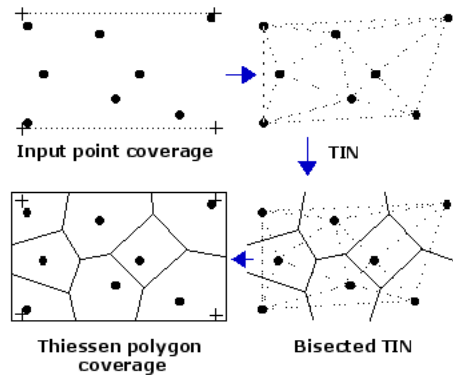 Input point coverage
TIN
Thiessen polygon
coverage
Bisected TIN